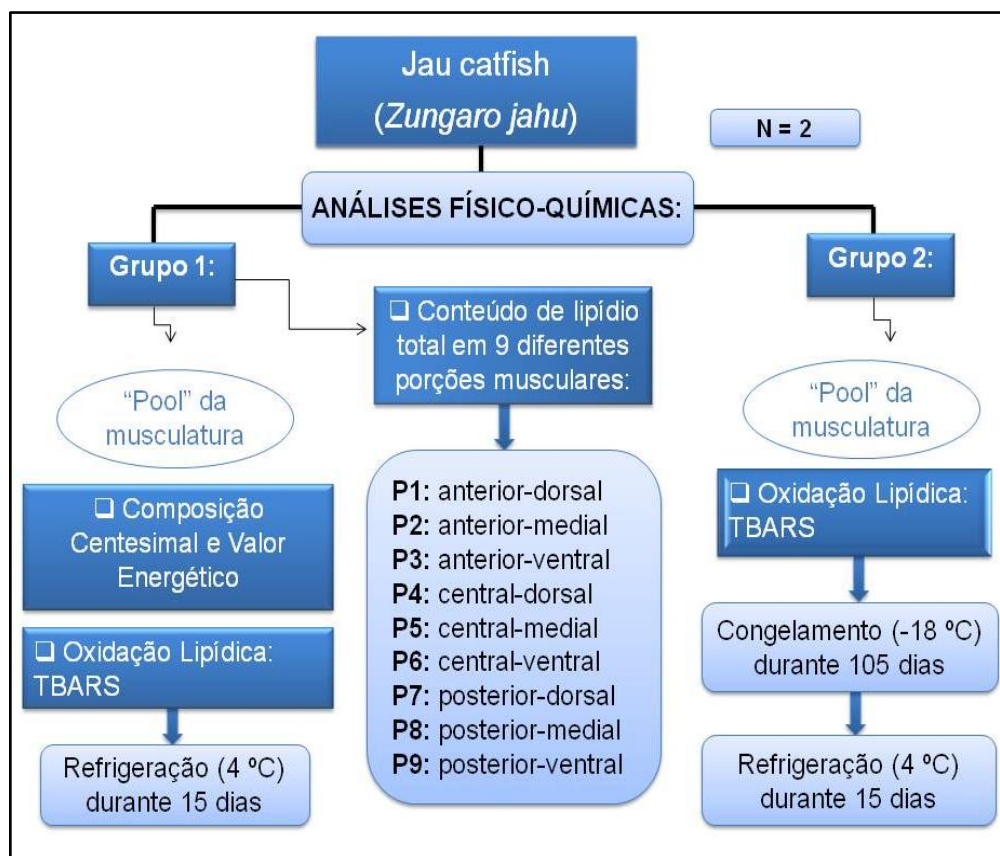 Jau catfish
(Zungaro jahu)
N = 2
ANÁLISES FÍSICO-QUÍMICAS:
Grupo 1:
"Pool" da
musculatura
❑ Composição
Centesimal e Valor
Energético
❑ Oxidação Lipídica:
TBARS
Refrigeração (4 ºC)
durante 15 dias
❑ Conteúdo de lipídio
total em 9 diferentes
porções musculares:
P1: anterior-dorsal
P2: anterior-medial
P3: anterior-ventral
P4: central-dorsal
P5: central-medial
P6: central-ventral
P7: posterior-dorsal
P8: posterior-medial
P9: posterior-ventral
Grupo 2:
"Pool" da
musculatura
❑ Oxidação Lipídica:
TBARS
Congelamento (-18 ºC)
durante 105 dias
Refrigeração (4 ºC)
durante 15 dias